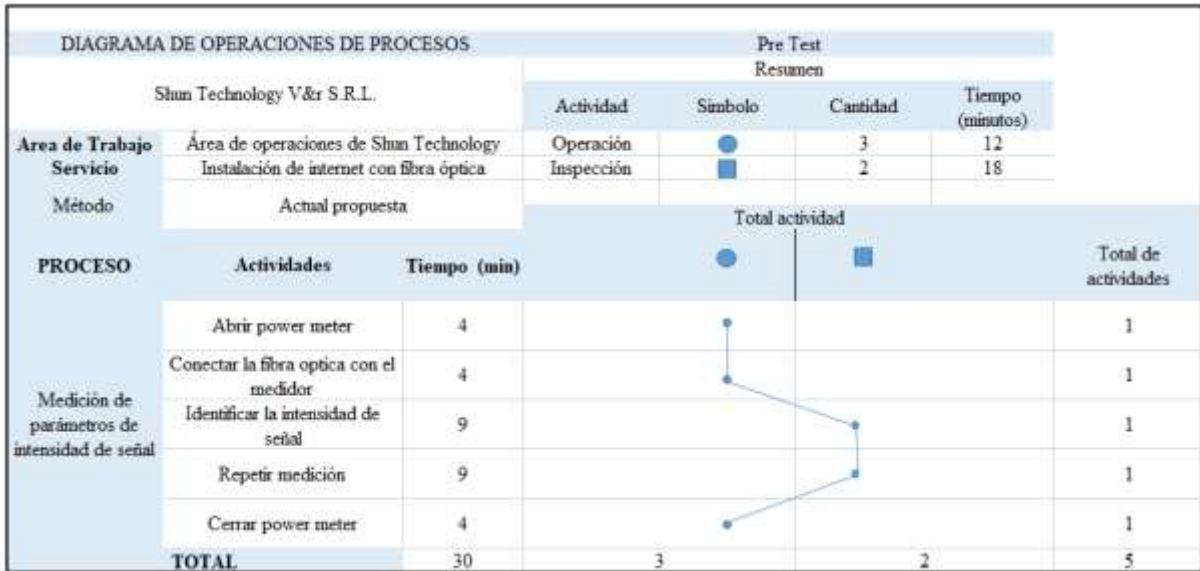 DIAGRAMA DE OPERACIONES DE PROCESOS Pre Test
Resumen
Shun Technology V&r S.R.L.
Actividad Simbolo Cantidad Tiempo (minutos)
Area de Trabajo Área de operaciones de Shun Technology Operación 3 12
Servicio Instalación de internet con fibra óptica Inspección 2 18
Método Actual propuesta
Total actividad
PROCESO Actividades Tiempo (min) Total de actividades
Medición de parámetros de intensidad de señal
Abrir power meter 4 1
Conectar la fibra optica con el medidor 4 1
Identificar la intensidad de señal 9 1
Repetir medición 9 1
Cerrar power meter 4 1
TOTAL 30 3 2 5